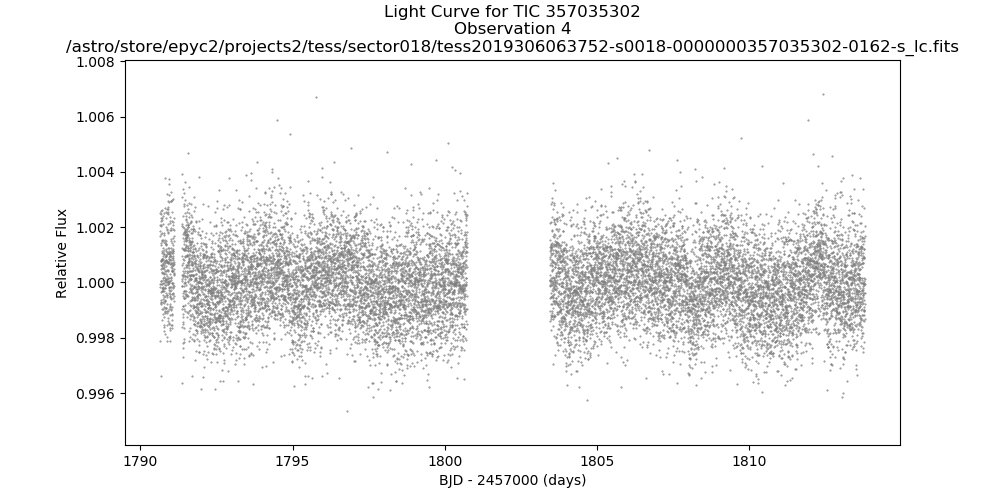 Light Curve for TIC 357035302
Observation 4
/astro/store/epyc2/projects2/tess/sector018/tess2019306063752-s0018-0000000357035302-0162-s_lc.fits
1.008
1.006
1.004
1.002
1.000
0.998
0.996
Relative Flux
1790
1795
1800
1805
1810
BJD - 2457000 (days)